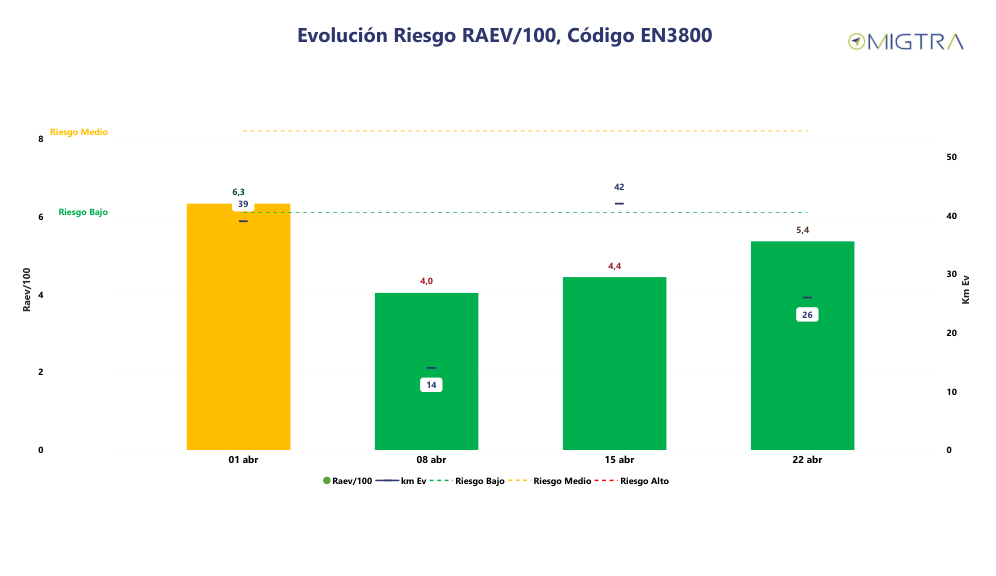 Evolución Riesgo RAEV/100, Código EN3800
MIGTRA
Riesgo Medio
Riesgo Bajo
Raev/100
8
6
4
2
0
6,3
39
4,0
14
42
4,4
5,4
26
50
40
30
20
10
0
Km Ev
01 abr
08 abr
15 abr
22 abr
Raev/100 km Ev Riesgo Bajo Riesgo Medio Riesgo Alto